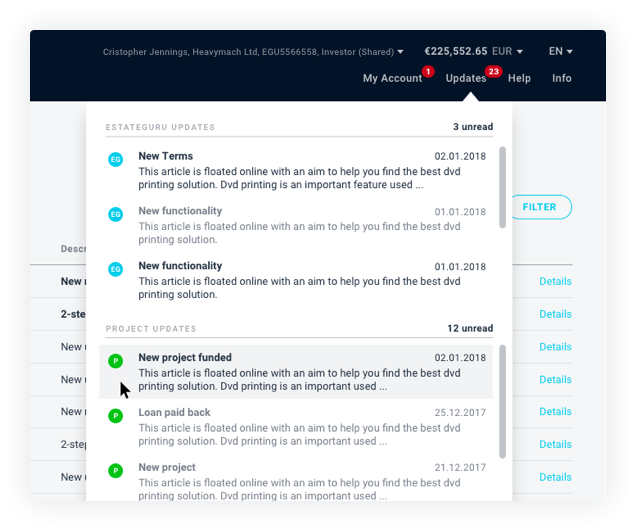 Cristopher Jennings, Heavymach Ltd, EGU5566558, Investor (Shared)
€225,552.65 EUR
EN
My Account 1
Updates 23
Help
Info
ESTATEGURU UPDATES
3 unread
EG New Terms 02.01.2018
This article is floated online with an aim to help you find the best dvd
printing solution. Dvd printing is an important feature used ...
EG New functionality 01.01.2018
This article is floated online with an aim to help you find the best dvd
printing solution.
EG New functionality 01.01.2018
This article is floated online with an aim to help you find the best dvd
printing solution.
PROJECT UPDATES
12 unread
P New project funded 02.01.2018
This article is floated online with an aim to help you find the best dvd
printing solution. Dvd printing is an important used ...
P Loan paid back 25.12.2017
This article is floated online with an aim to help you find the best dvd
printing solution. Dvd printing is an important used ...
P New project 21.12.2017
This article is floated online with an aim to help you find the best dvd
printing solution. Dvd printing is an important used ...
FILTER
New
Details
2-ste
Details
New
Details
New
Details
New
Details
2-step
Details
New
Details